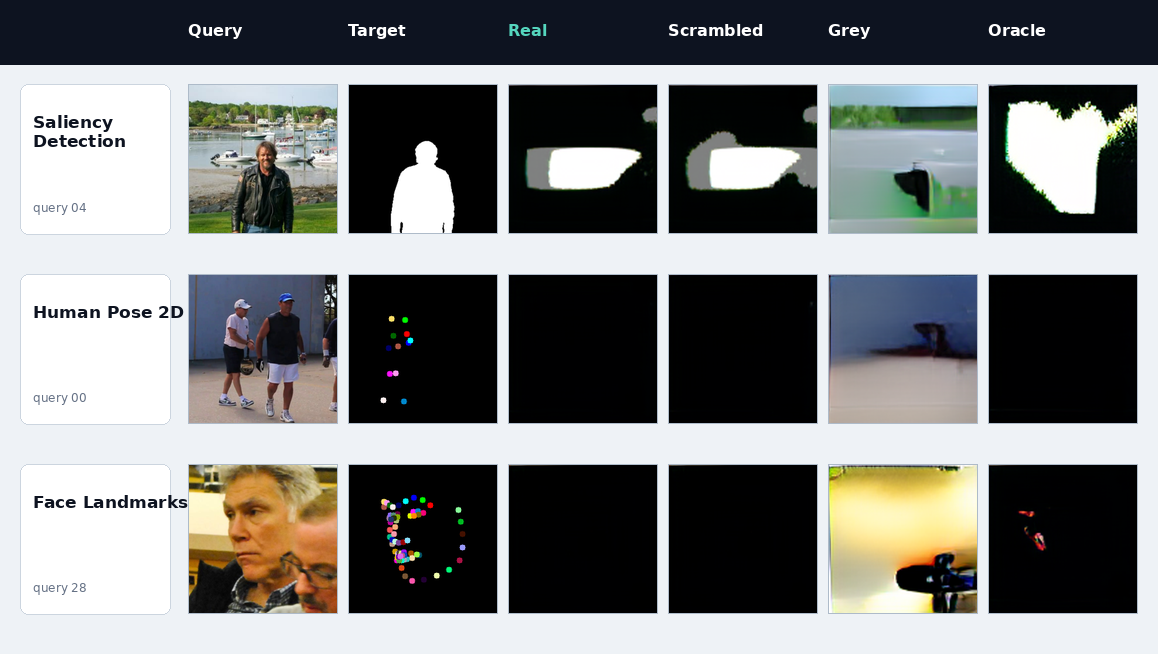 Query Target Real Scrambled Grey Oracle
Saliency
Detection
query 04
Human Pose 2D
query 00
Face Landmarks
query 28